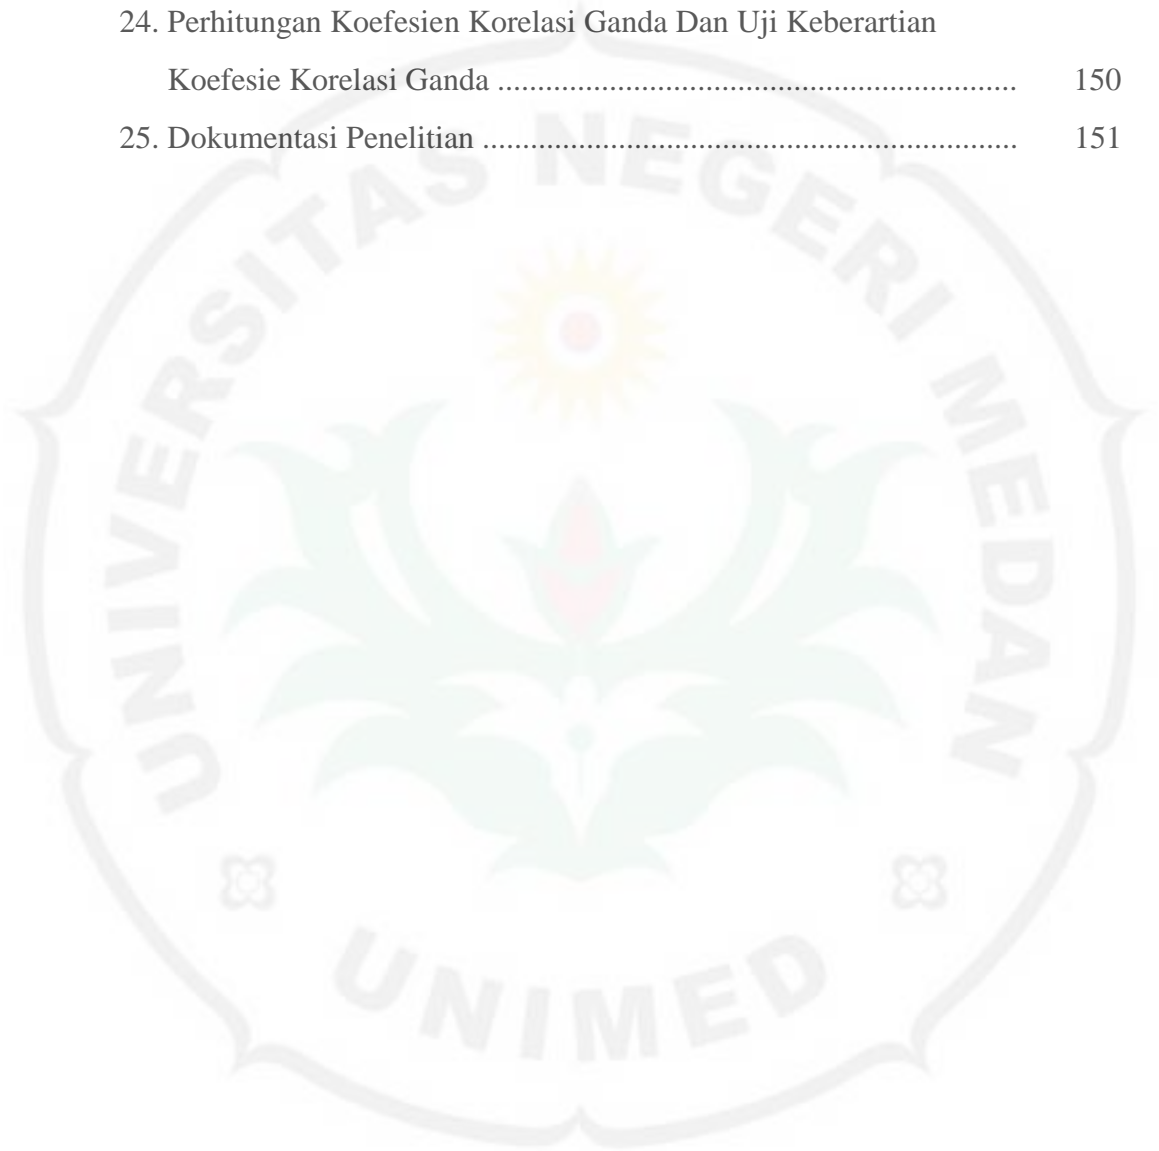 24. Perhitungan Koefesien Korelasi Ganda Dan Uji Keberartian
Koefesie Korelasi Ganda ................................................................. 150
25. Dokumentasi Penelitian ................................................................... 151
UNIVERSITAS NEGERI MEDAN
UNIMED